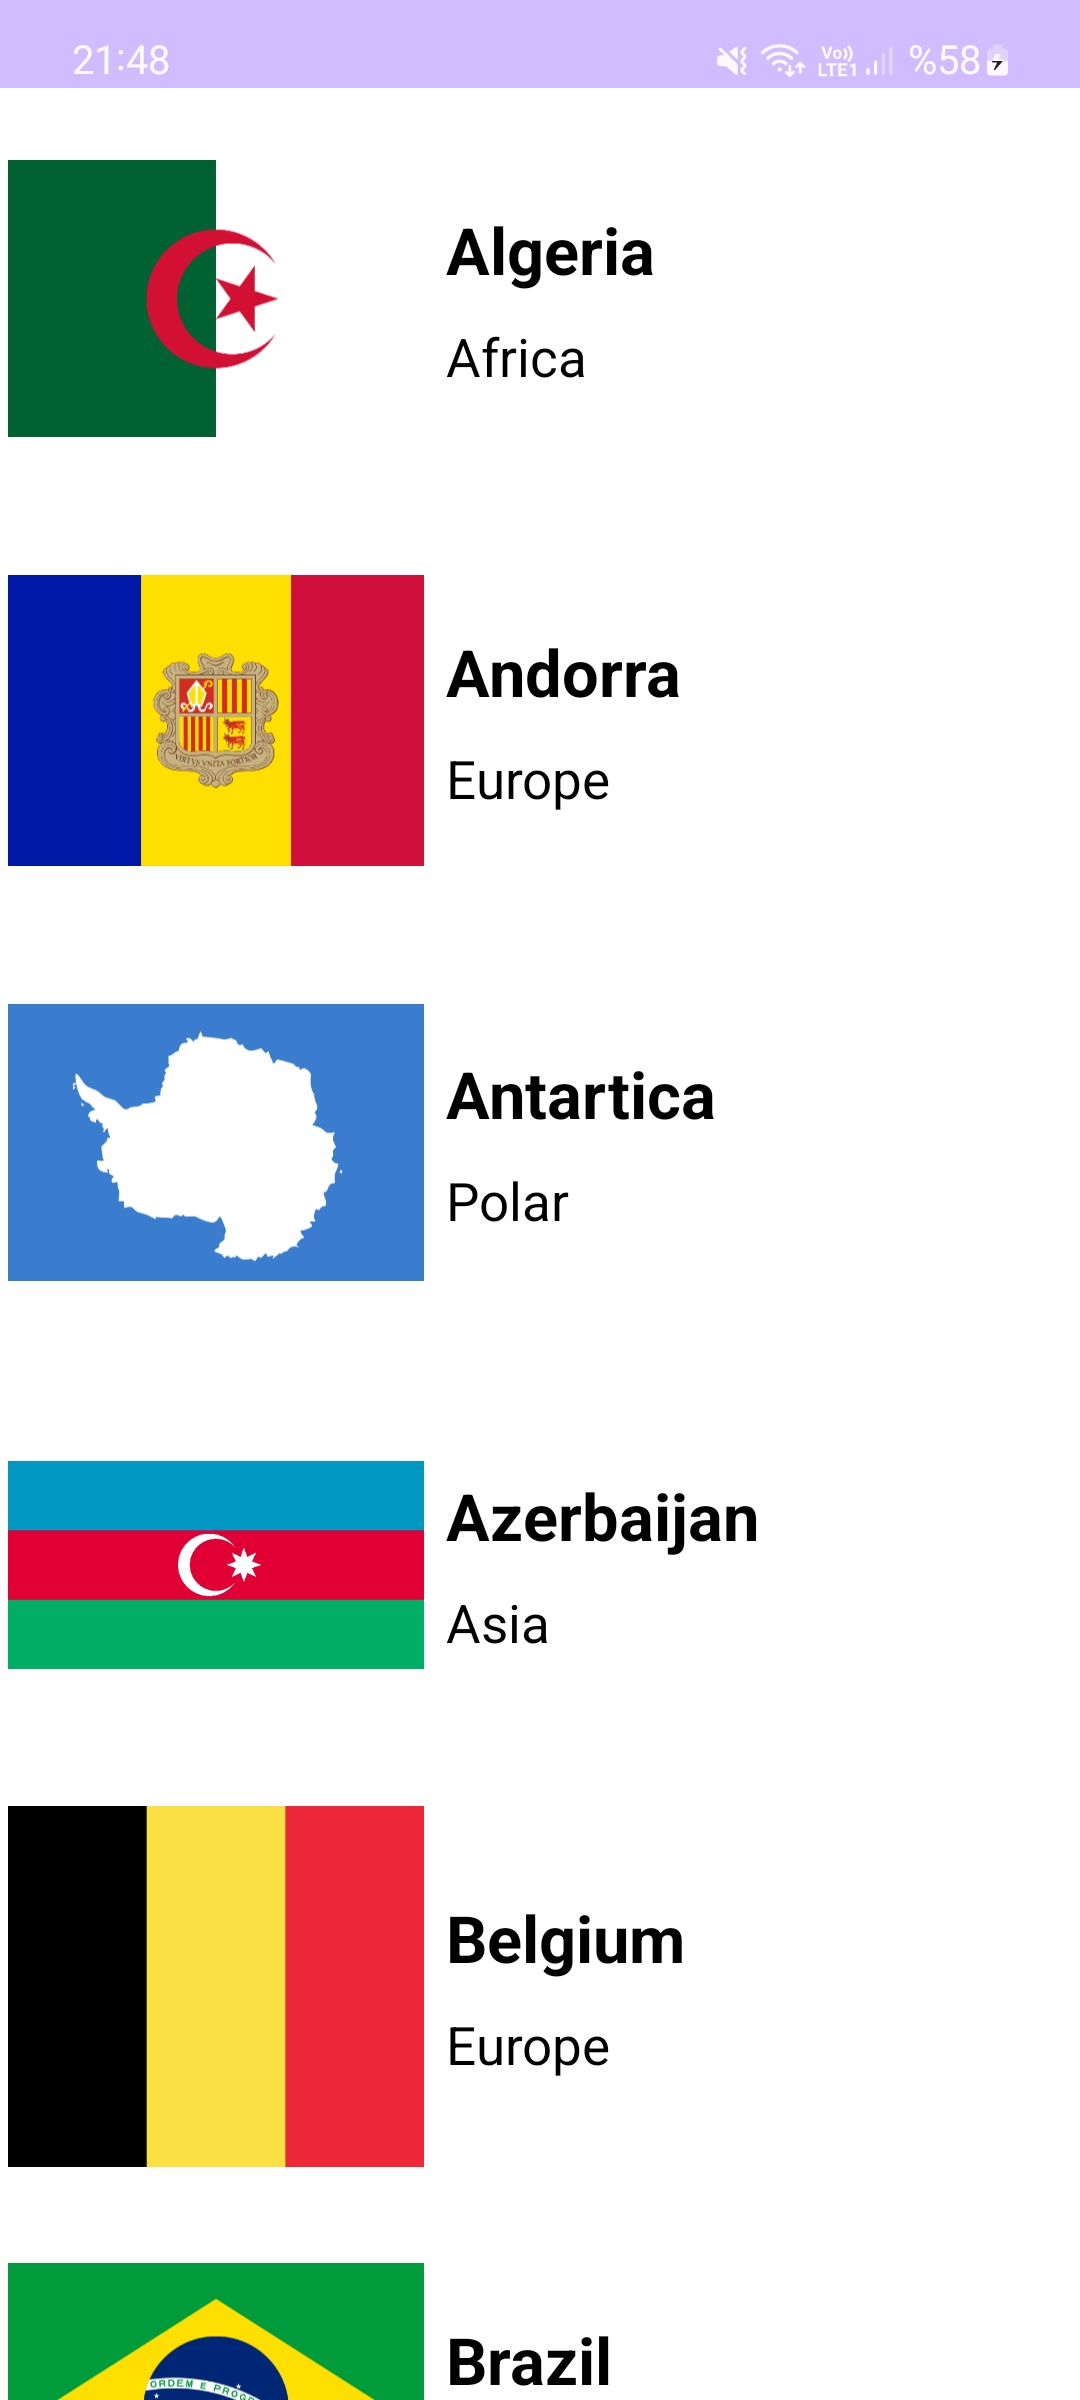 21:48 Vo)) LTE1 %58
Algeria
Africa
Andorra
Europe
VIRTVS VNITA FORTIOR
Antartica
Polar
Azerbaijan
Asia
Belgium
Europe
Brazil
ORDEM E PROG